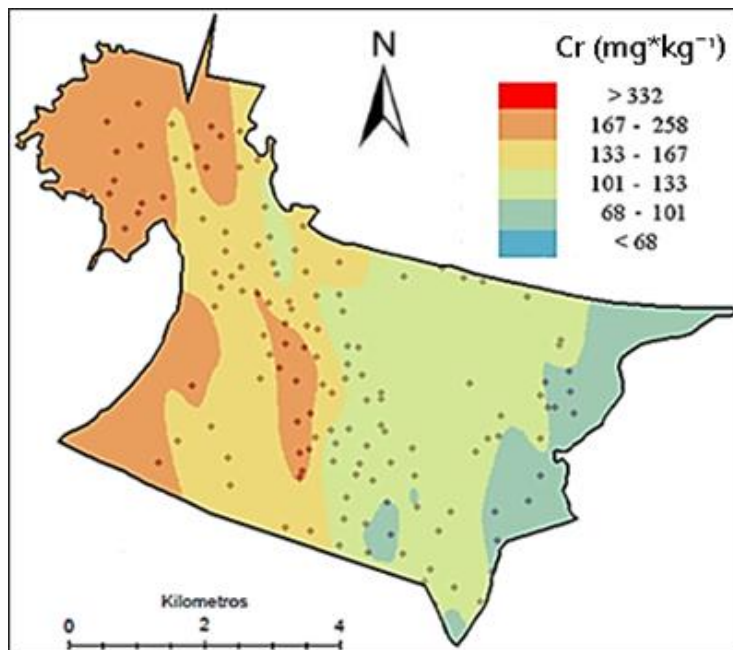 N
Cr (mg*kg⁻¹)
> 332
167 - 258
133 - 167
101 - 133
68 - 101
< 68
Kilometros
0 2 4